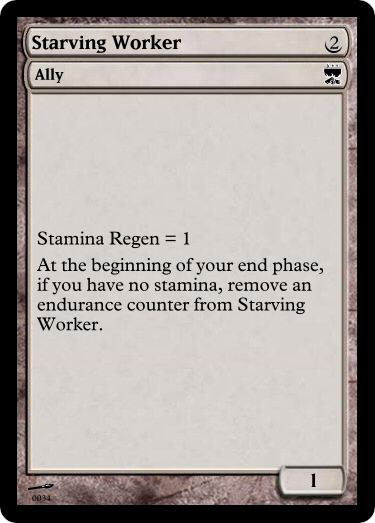 Starving Worker 2
Ally
Stamina Regen = 1
At the beginning of your end phase,
if you have no stamina, remove an
endurance counter from Starving
Worker.
1
0034